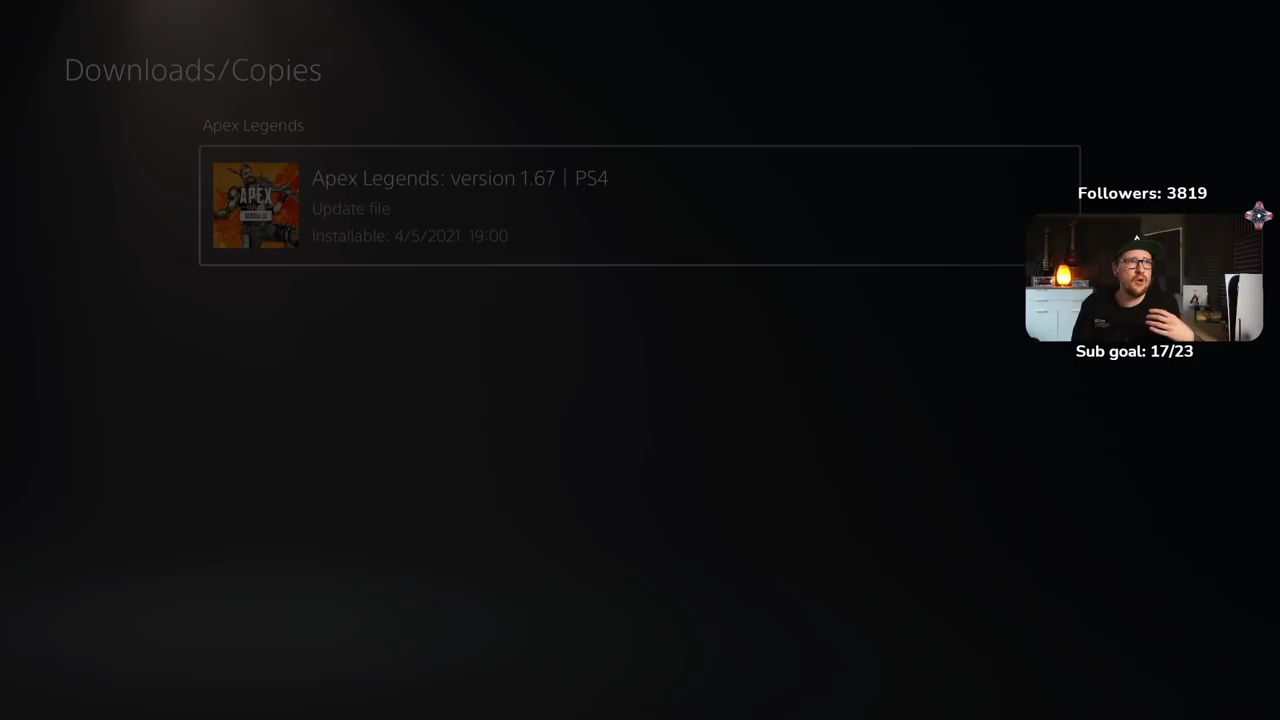 Downloads/Copies
Apex Legends
Apex Legends: version 1.67 | PS4
APEX
Update file
Installable: 4/5/2021 19:00
Followers: 3819
Sub goal: 17/23